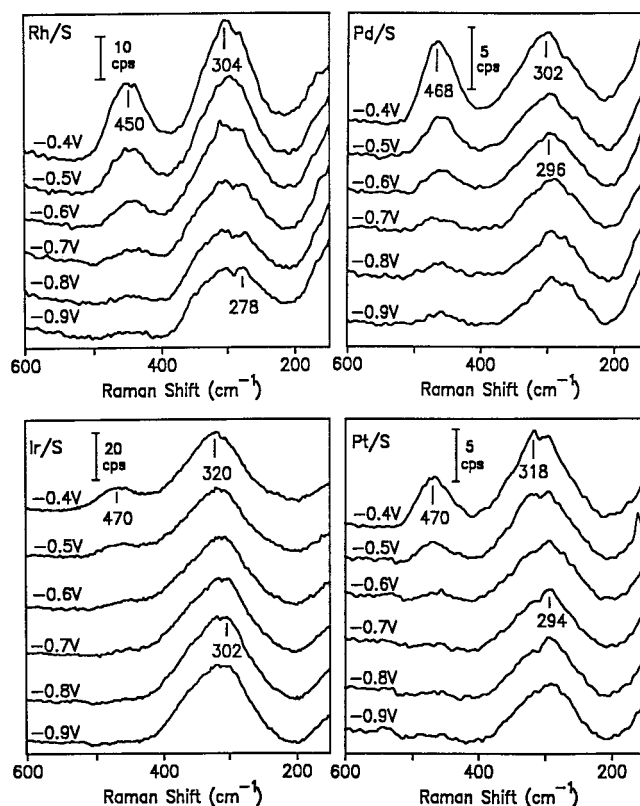 Rh/S
10
cps
304
450
-0.4V
-0.5V
-0.6V
-0.7V
-0.8V
-0.9V
278
600
400
200
Raman Shift (cm⁻¹)
Pd/S
5
cps
302
468
-0.4V
-0.5V
296
-0.6V
-0.7V
-0.8V
-0.9V
600
400
200
Raman Shift (cm⁻¹)
Ir/S
20
cps
320
-0.4V
470
-0.5V
-0.6V
-0.7V
302
-0.8V
-0.9V
600
400
200
Raman Shift (cm⁻¹)
Pt/S
5
cps
318
470
-0.4V
-0.5V
-0.6V
-0.7V
294
-0.8V
-0.9V
600
400
200
Raman Shift (cm⁻¹)